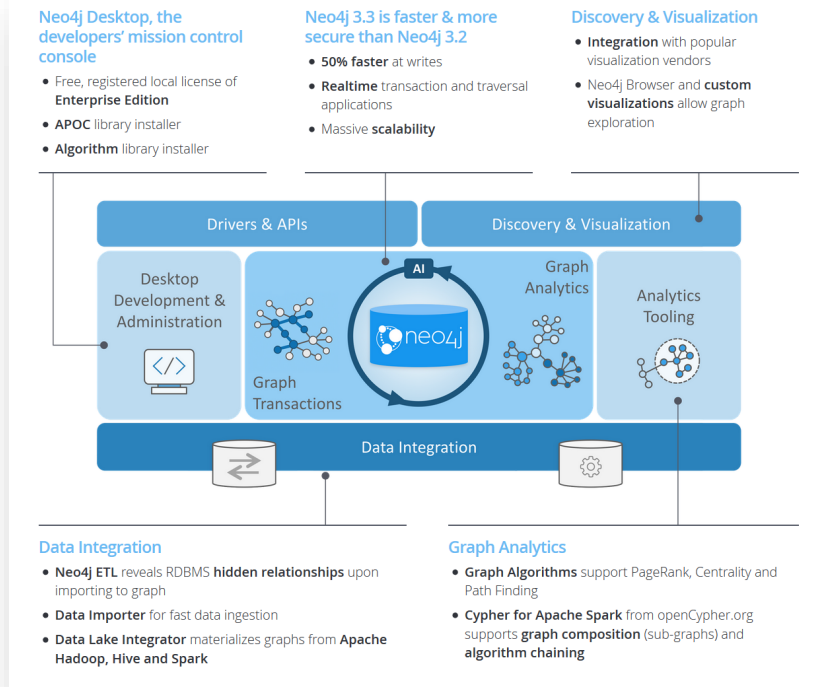 Neo4j Desktop, the
developers’ mission control
console
• Free, registered local license of
Enterprise Edition
• APOC library installer
• Algorithm library installer
Neo4j 3.3 is faster & more
secure than Neo4j 3.2
• 50% faster at writes
• Realtime transaction and traversal
applications
• Massive scalability
Discovery & Visualization
• Integration with popular
visualization vendors
• Neo4j Browser and custom
visualizations allow graph
exploration
Drivers & APIs
Discovery & Visualization
Desktop
Development &
Administration
</>
Graph
Transactions
AI
neo4j
Graph
Analytics
Analytics
Tooling
Data Integration
Data Integration
• Neo4j ETL reveals RDBMS hidden relationships upon
importing to graph
• Data Importer for fast data ingestion
• Data Lake Integrator materializes graphs from Apache
Hadoop, Hive and Spark
Graph Analytics
• Graph Algorithms support PageRank, Centrality and
Path Finding
• Cypher for Apache Spark from openCypher.org
supports graph composition (sub-graphs) and
algorithm chaining